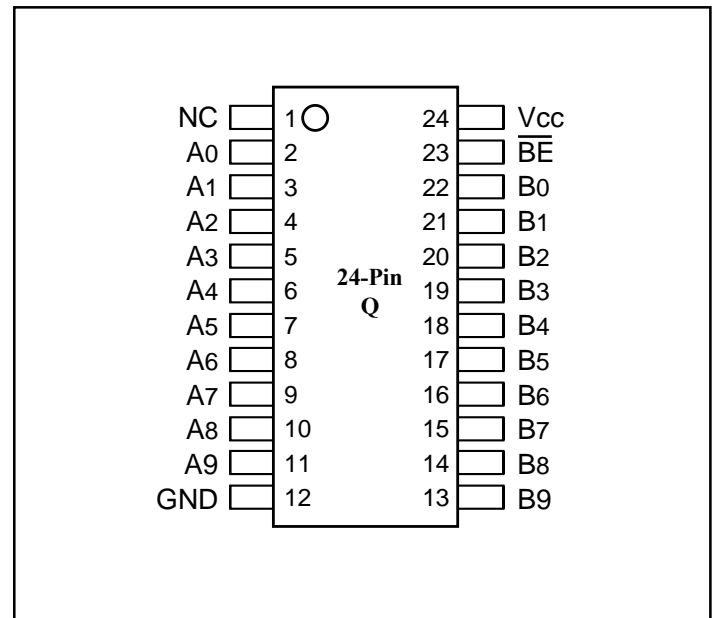 NC 1 24 Vcc
A0 2 23 B̅E̅
A1 3 22 B0
A2 4 21 B1
A3 5 20 B2
24-Pin
A4 6 19 B3
Q
A5 7 18 B4
A6 8 17 B5
A7 9 16 B6
A8 10 15 B7
A9 11 14 B8
GND 12 13 B9